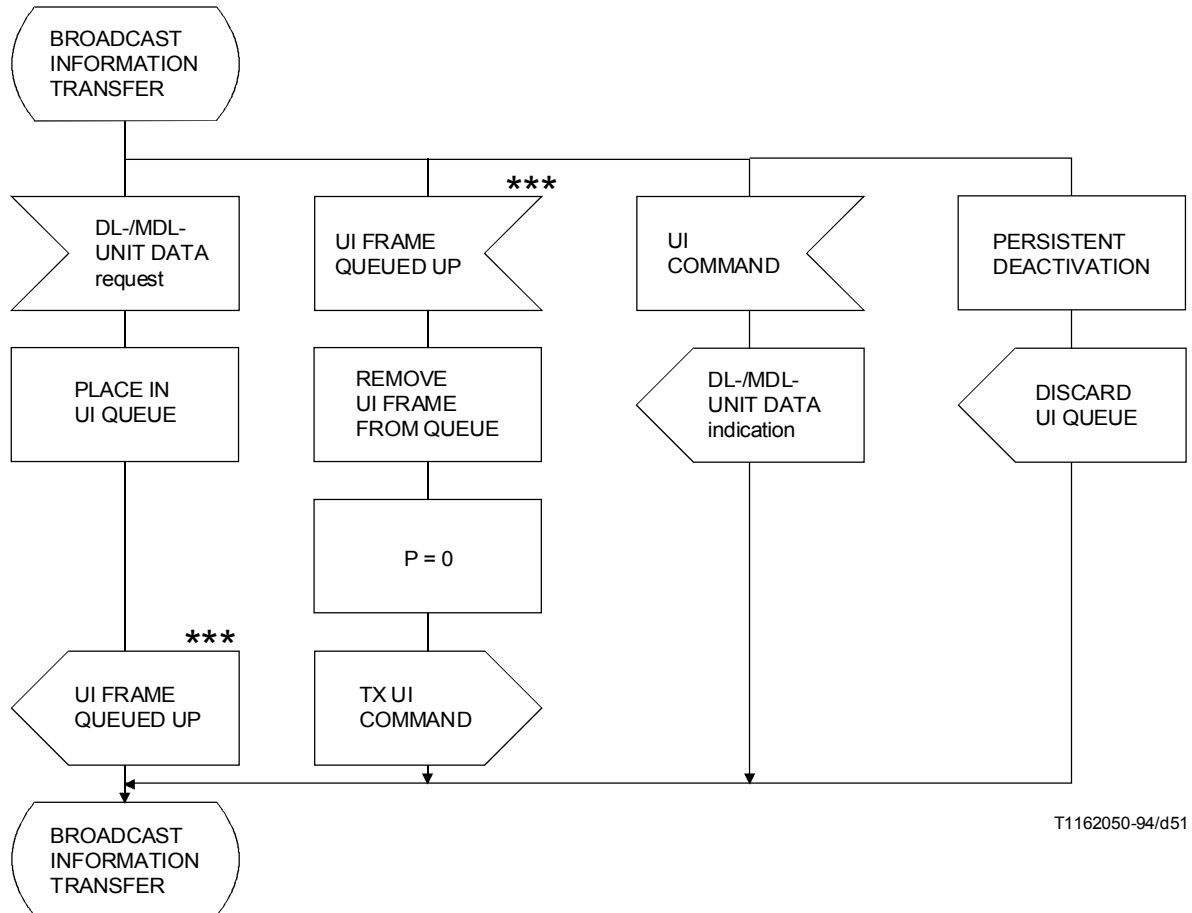 BROADCAST
INFORMATION
TRANSFER
***
DL-/MDL-
UNIT DATA
request
UI FRAME
QUEUED UP
UI
COMMAND
PERSISTENT
DEACTIVATION
PLACE IN
UI QUEUE
REMOVE
UI FRAME
FROM QUEUE
DL-/MDL-
UNIT DATA
indication
DISCARD
UI QUEUE
P = 0
***
UI FRAME
QUEUED UP
TX UI
COMMAND
BROADCAST
INFORMATION
TRANSFER
T1162050-94/d51